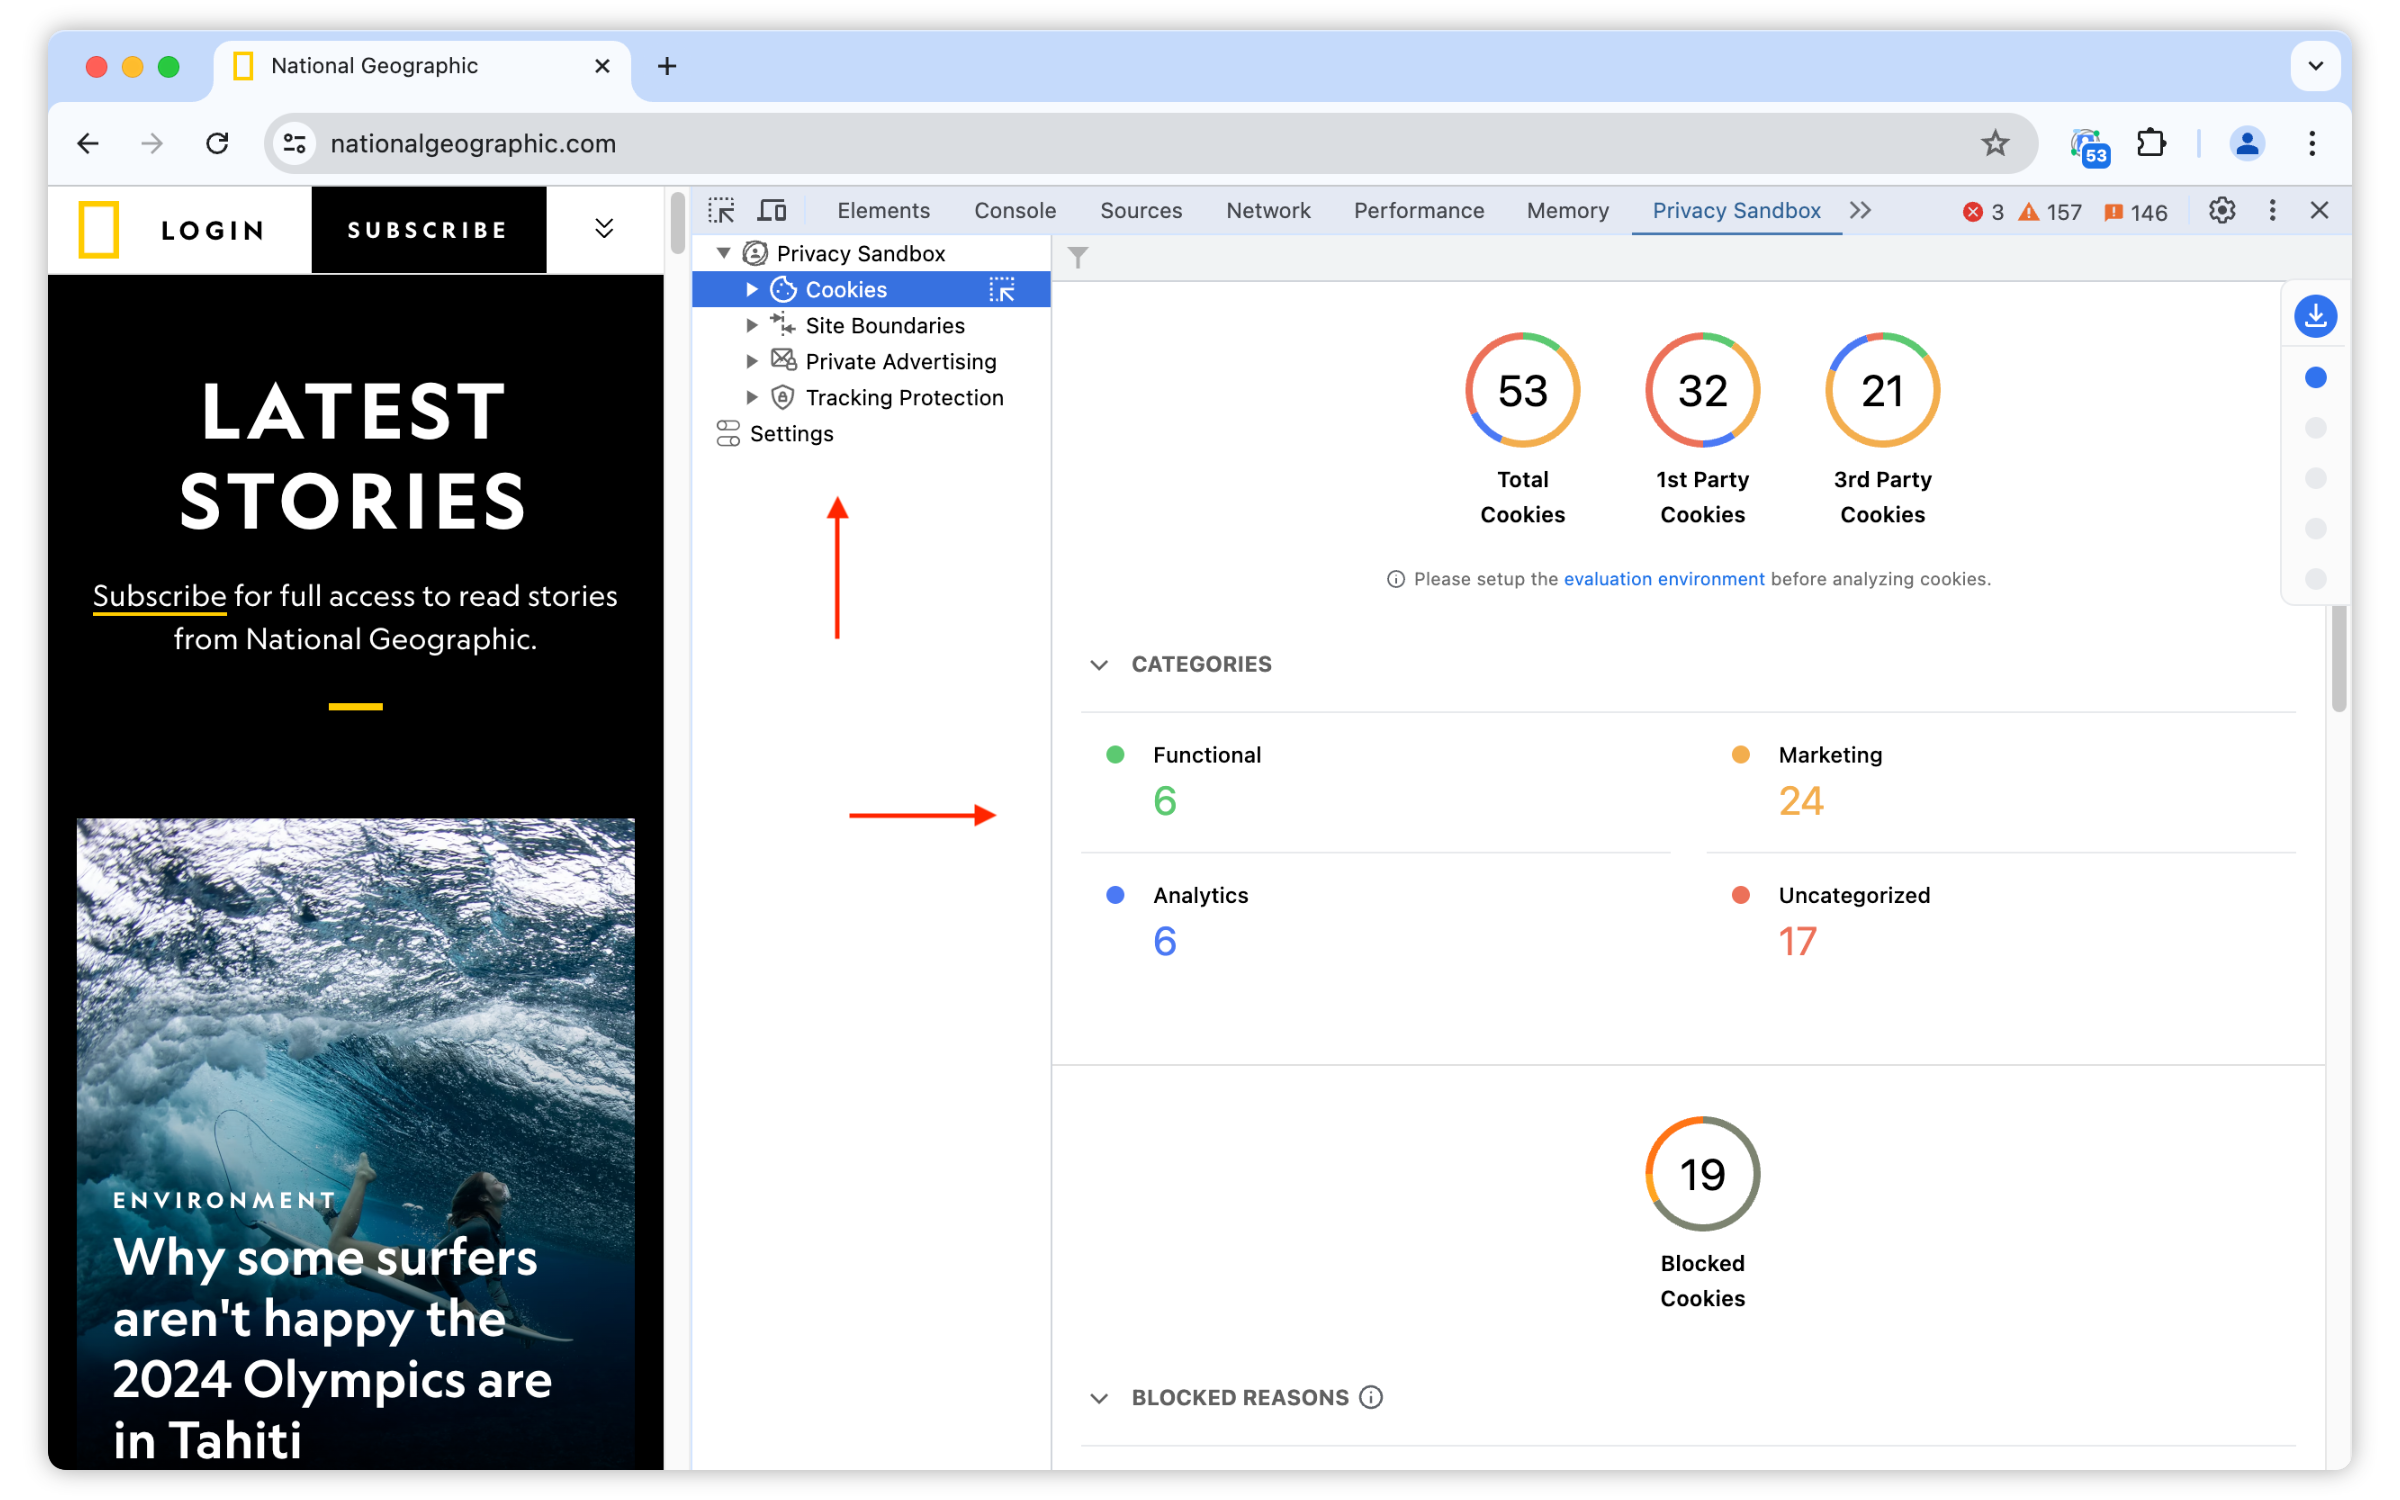 National Geographic
nationalgeographic.com
53
LOGIN
SUBSCRIBE
LATEST
STORIES
Subscribe for full access to read stories
from National Geographic.
ENVIRONMENT
Why some surfers
aren't happy the
2024 Olympics are
in Tahiti
Elements Console Sources Network Performance Memory Privacy Sandbox 3 157 146
Privacy Sandbox
Cookies
Site Boundaries
Private Advertising
Tracking Protection
Settings
53 32 21
Total 1st Party 3rd Party
Cookies Cookies Cookies
Please setup the evaluation environment before analyzing cookies.
CATEGORIES
Functional Marketing
6 24
Analytics Uncategorized
6 17
19
Blocked
Cookies
BLOCKED REASONS